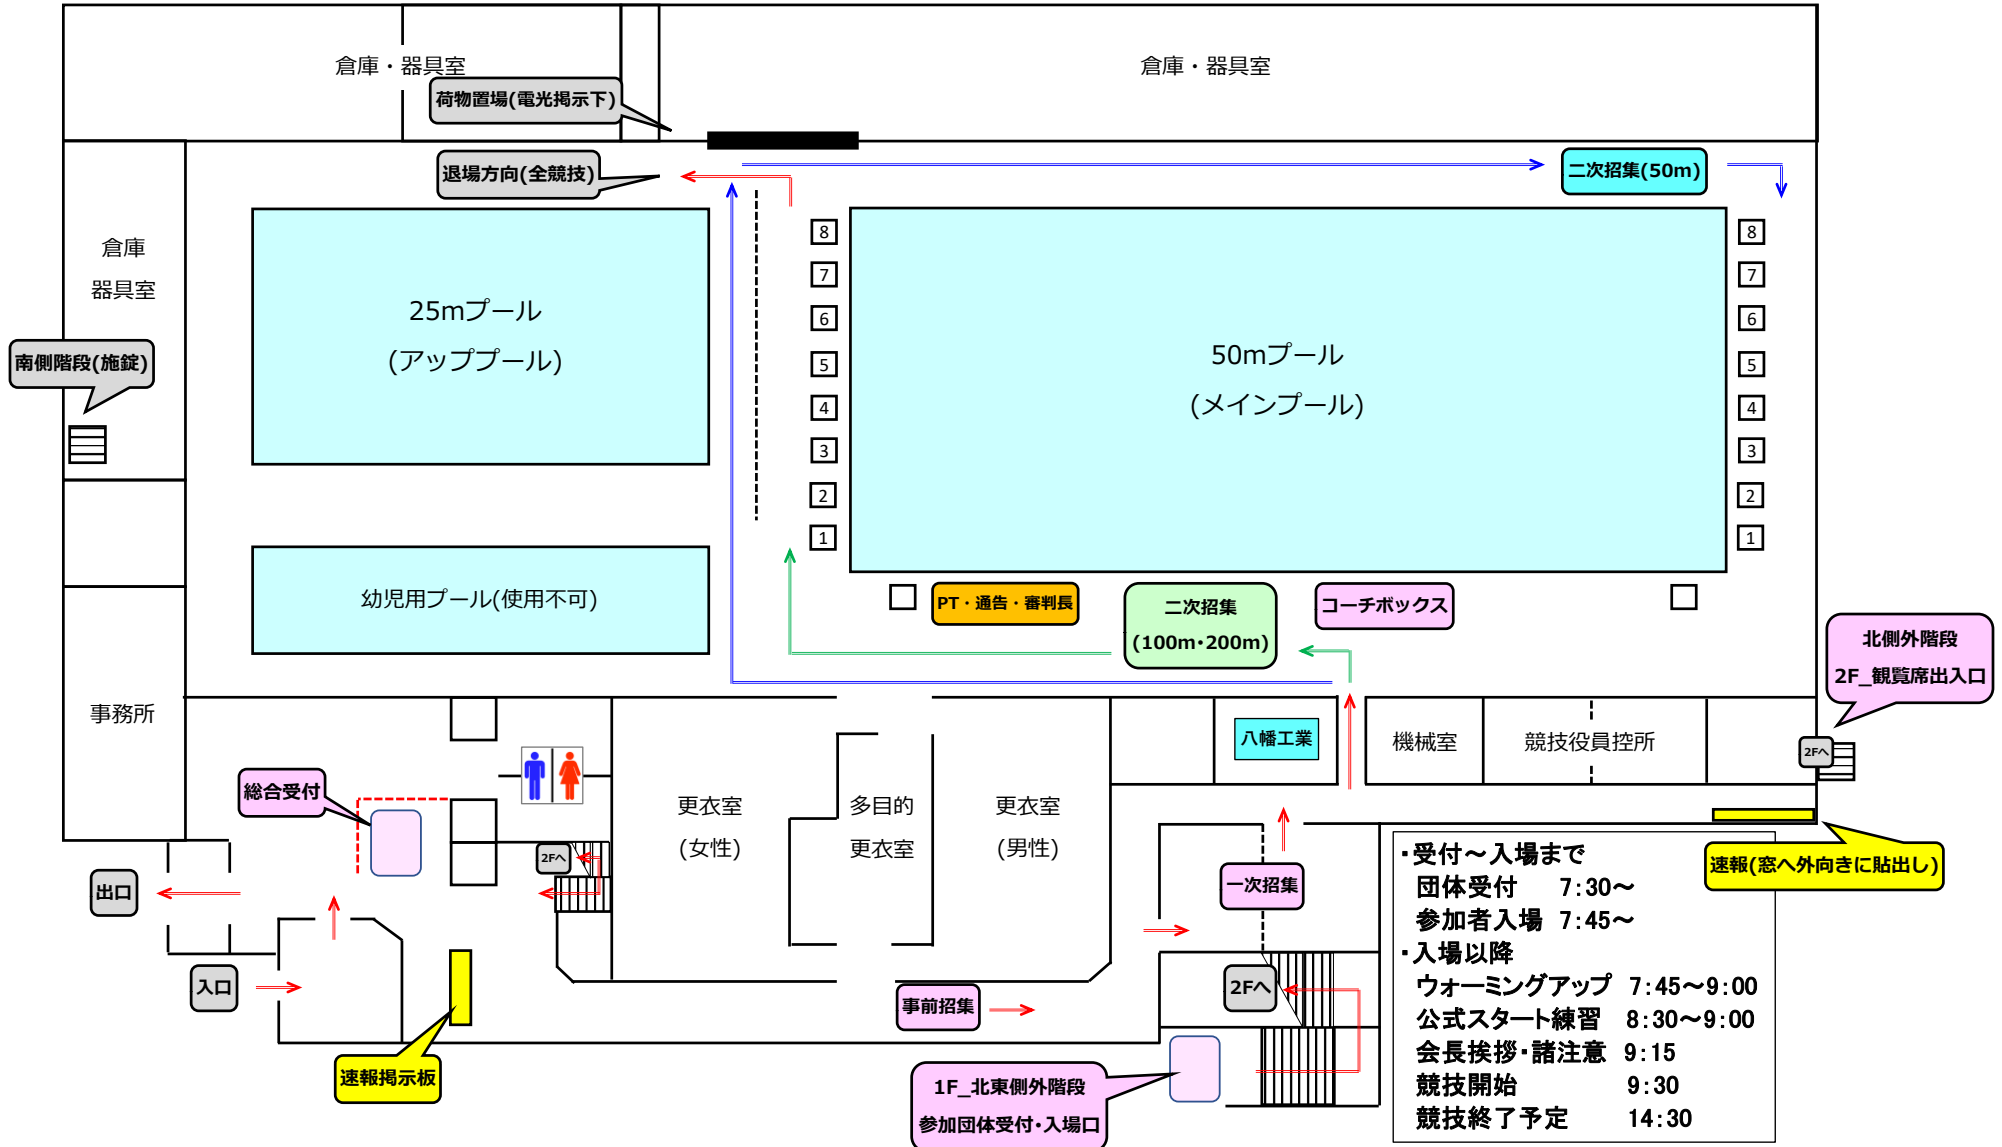 倉庫・器具室
倉庫・器具室
荷物置場(電光掲示下)
退場方向(全競技)
二次招集(50m)
倉庫
器具室
25mプール
(アッププール)
50mプール
(メインプール)
南側階段(施錠)
8
7
6
5
4
3
2
1
8
7
6
5
4
3
2
1
幼児用プール(使用不可)
PT・通告・審判長
二次招集
(100m・200m)
コーチボックス
北側外階段
2F_観覧席出入口
事務所
八幡工業
機械室
競技役員控所
2Fへ
総合受付
更衣室
(女性)
多目的
更衣室
更衣室
(男性)
2Fへ
一次招集
速報(窓へ外向きに貼出し)
出口
入口
事前招集
2Fへ
速報掲示板
1F_北東側外階段
参加団体受付・入場口
・受付～入場まで
団体受付 7:30～
参加者入場 7:45～
・入場以降
ウォーミングアップ 7:45～9:00
公式スタート練習 8:30～9:00
会長挨拶・諸注意 9:15
競技開始 9:30
競技終了予定 14:30